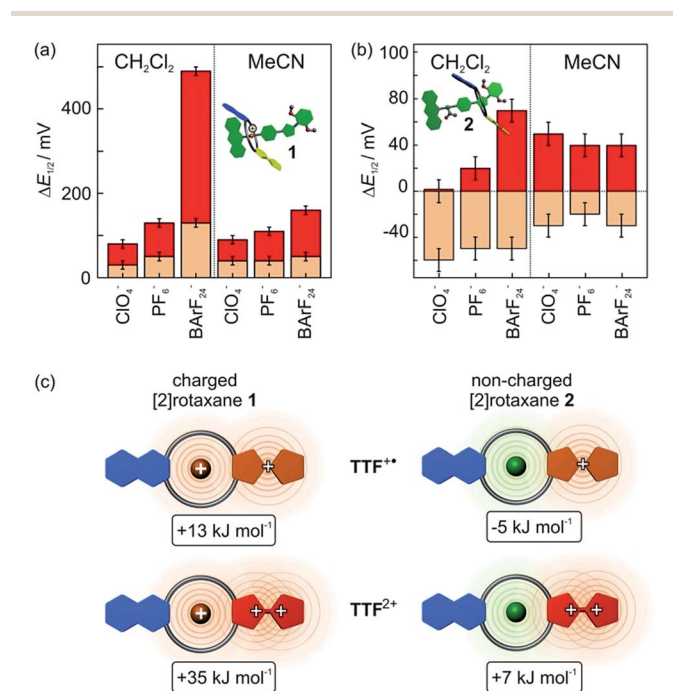 (a)
CH₂Cl₂ MeCN
ΔE₁/₂/ mV
400
200
0
1
ClO₄⁻
PF₆⁻
BArF₂₄⁻
ClO₄⁻
PF₆⁻
BArF₂₄⁻
(b)
CH₂Cl₂ MeCN
ΔE₁/₂/ mV
100
80
40
0
-40
2
ClO₄⁻
PF₆⁻
BArF₂₄⁻
ClO₄⁻
PF₆⁻
BArF₂₄⁻
(c)
charged
[2]rotaxane 1
non-charged
[2]rotaxane 2
+ +
TTF⁺•
+
+13 kJ mol⁻¹
-5 kJ mol⁻¹
+ + +
TTF²⁺
+ +
+35 kJ mol⁻¹
+7 kJ mol⁻¹